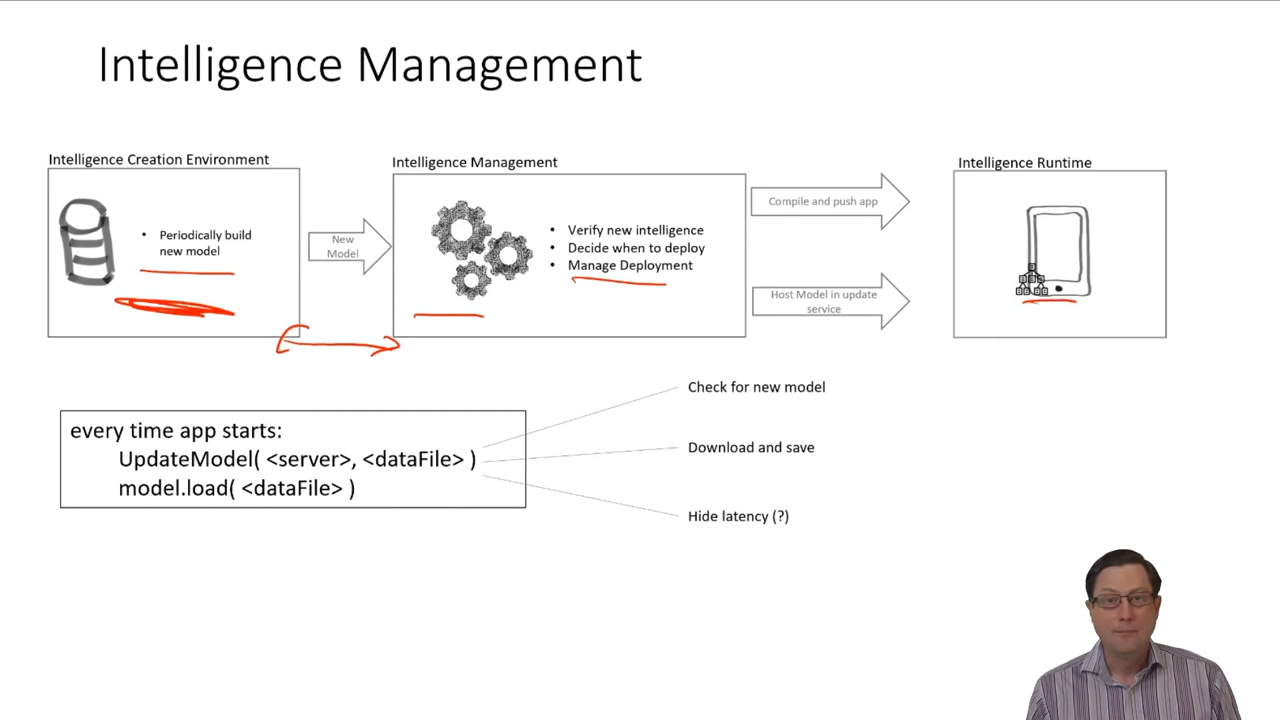 Intelligence Management
Intelligence Creation Environment
• Periodically build
new model
New
Model
Intelligence Management
• Verify new intelligence
• Decide when to deploy
• Manage Deployment
Compile and push app
Host Model in update
service
Intelligence Runtime
every time app starts:
UpdateModel( <server>, <dataFile> )
model.load( <dataFile> )
Check for new model
Download and save
Hide latency (?)